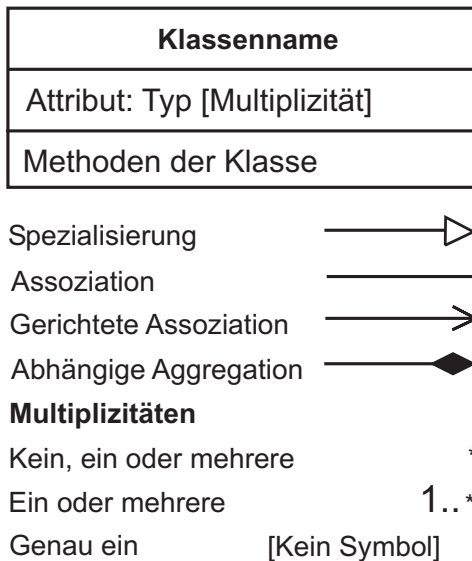 Klassenname
Attribut: Typ [Multiplizität]
Methoden der Klasse
Spezialisierung
Assoziation
Gerichtete Assoziation
Abhängige Aggregation
Multiplizitäten
Kein, ein oder mehrere *
Ein oder mehrere 1..*
Genau ein [Kein Symbol]